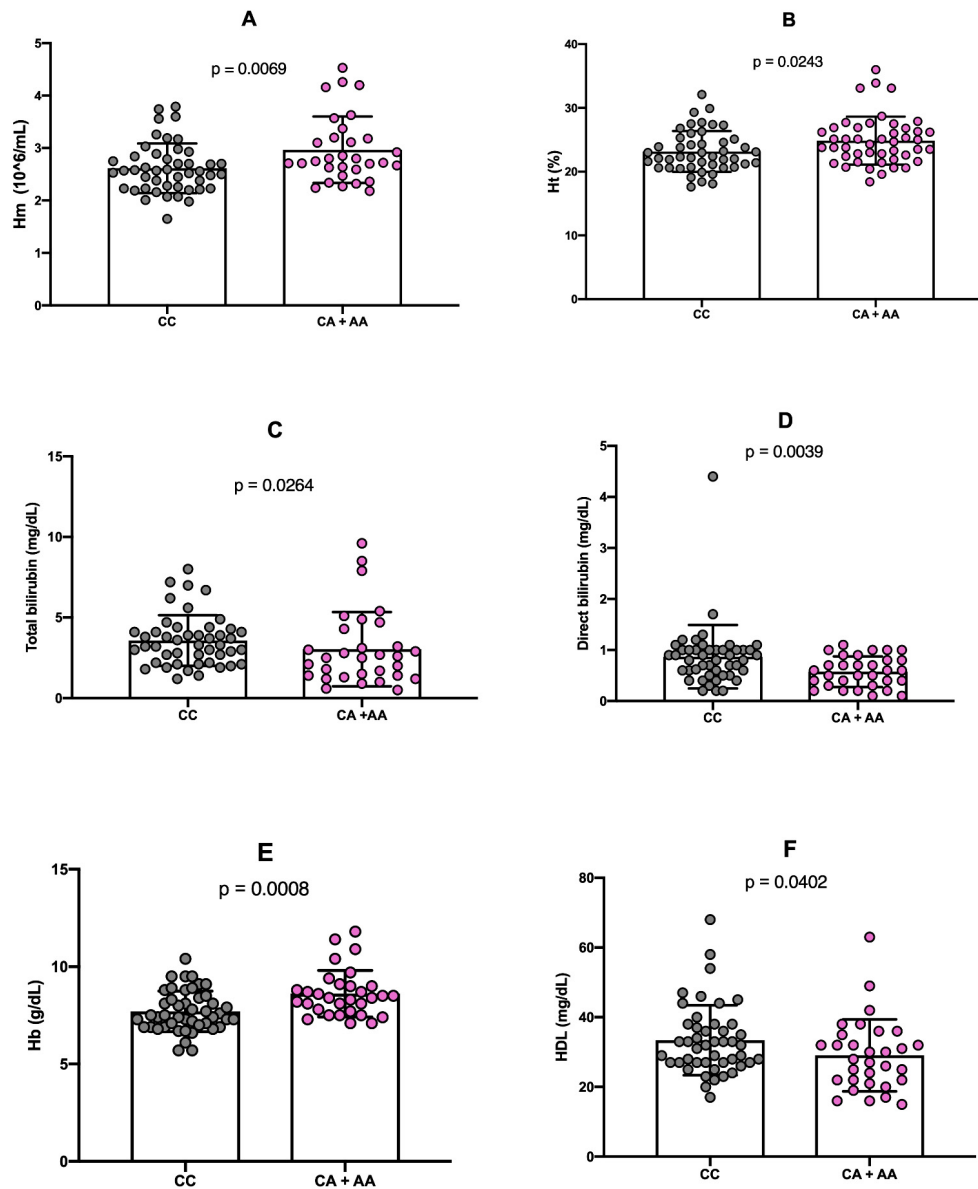 A
p = 0.0069
Hm (10^6/mL)
5
4
3
2
1
0
CC
CA + AA
B
p = 0.0243
Ht (%)
40
30
20
10
0
CC
CA + AA
C
p = 0.0264
Total bilirubin (mg/dL)
15
10
5
0
CC
CA +AA
D
p = 0.0039
Direct bilirubin (mg/dL)
5
4
3
2
1
0
CC
CA + AA
E
p = 0.0008
Hb (g/dL)
15
10
5
0
CC
CA + AA
F
p = 0.0402
HDL (mg/dL)
80
60
40
20
0
CC
CA + AA